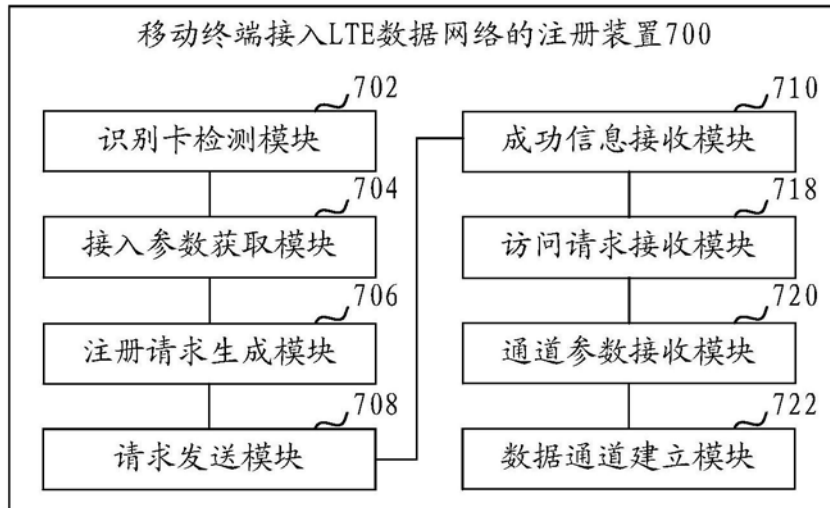 移动终端接入LTE数据网络的注册装置700
702
识别卡检测模块
704
接入参数获取模块
706
注册请求生成模块
708
请求发送模块
710
成功信息接收模块
718
访问请求接收模块
720
通道参数接收模块
722
数据通道建立模块